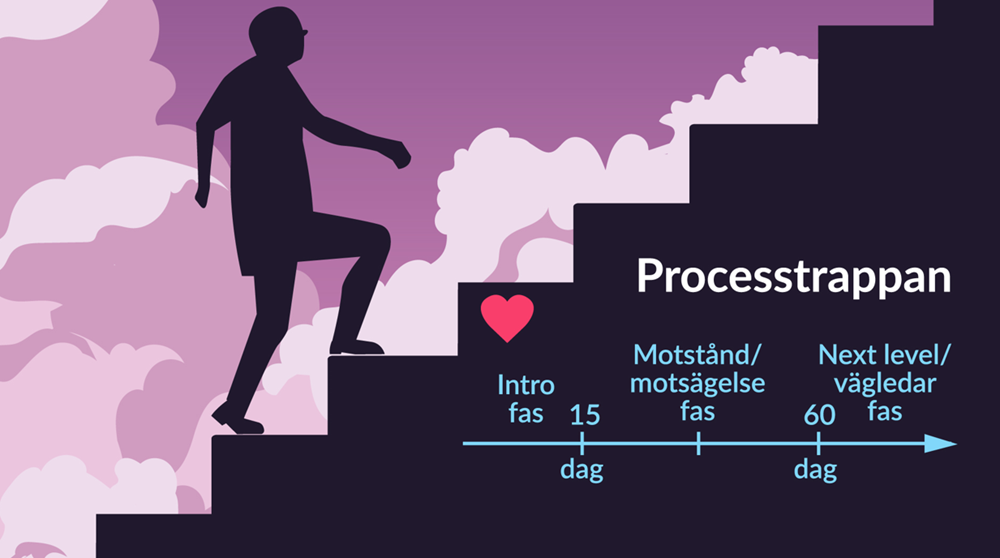 Processtrappan
Intro
fas
15
dag
Motstånd/
motsägelse
fas
60
dag
Next level/
vägledar
fas